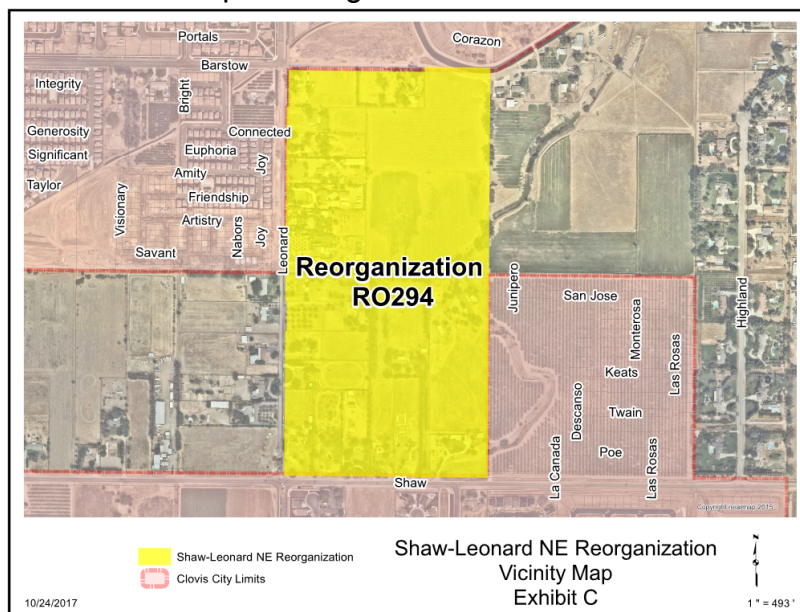 Portals
Corazon
Barstow
Integrity
Bright
Generosity
Connected
Significant
Euphoria
Joy
Taylor
Amity
Visionary
Friendship
Artistry
Nabors
Joy
Savant
Leonard
Reorganization
RO294
Junipero
San Jose
Monterosa
Highland
Las Rosas
Keats
Descanso
Twain
Poe
La Canada
Las Rosas
Shaw
Copyright nearmap 2015
Shaw-Leonard NE Reorganization
Clovis City Limits
Shaw-Leonard NE Reorganization
Vicinity Map
Exhibit C
10/24/2017
1 " = 493 '